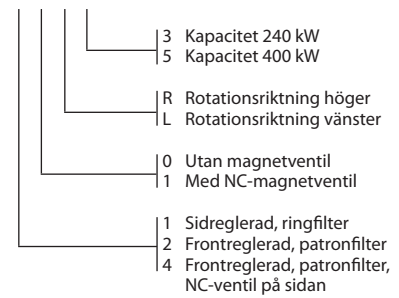 3 Kapacitet 240 kW
5 Kapacitet 400 kW
R Rotationsriktning höger
L Rotationsriktning vänster
0 Utan magnetventil
1 Med NC-magnetventil
1 Sidreglerad, ringfilter
2 Frontreglerad, patronfilter
4 Frontreglerad, patronfilter,
NC-ventil på sidan